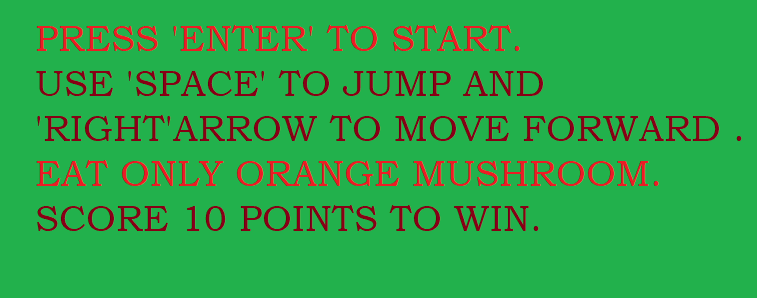 PRESS 'ENTER' TO START.
USE 'SPACE' TO JUMP AND
'RIGHT'ARROW TO MOVE FORWARD .
EAT ONLY ORANGE MUSHROOM.
SCORE 10 POINTS TO WIN.